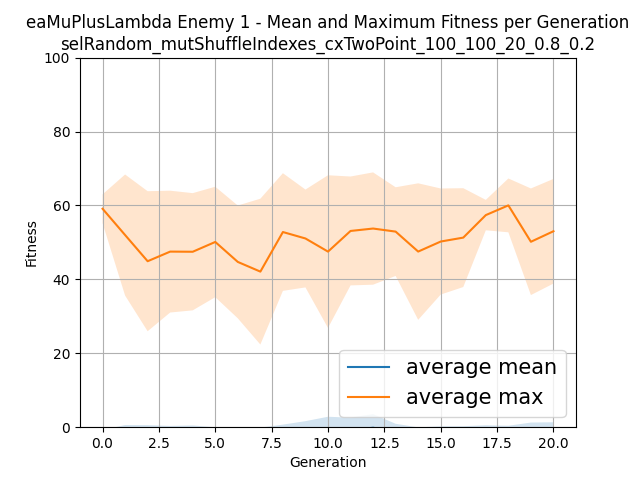 eaMuPlusLambda Enemy 1 - Mean and Maximum Fitness per Generation
selRandom_mutShuffleIndexes_cxTwoPoint_100_100_20_0.8_0.2
100
80
60
40
20
0
Fitness
average mean
average max
0.0 2.5 5.0 7.5 10.0 12.5 15.0 17.5 20.0
Generation